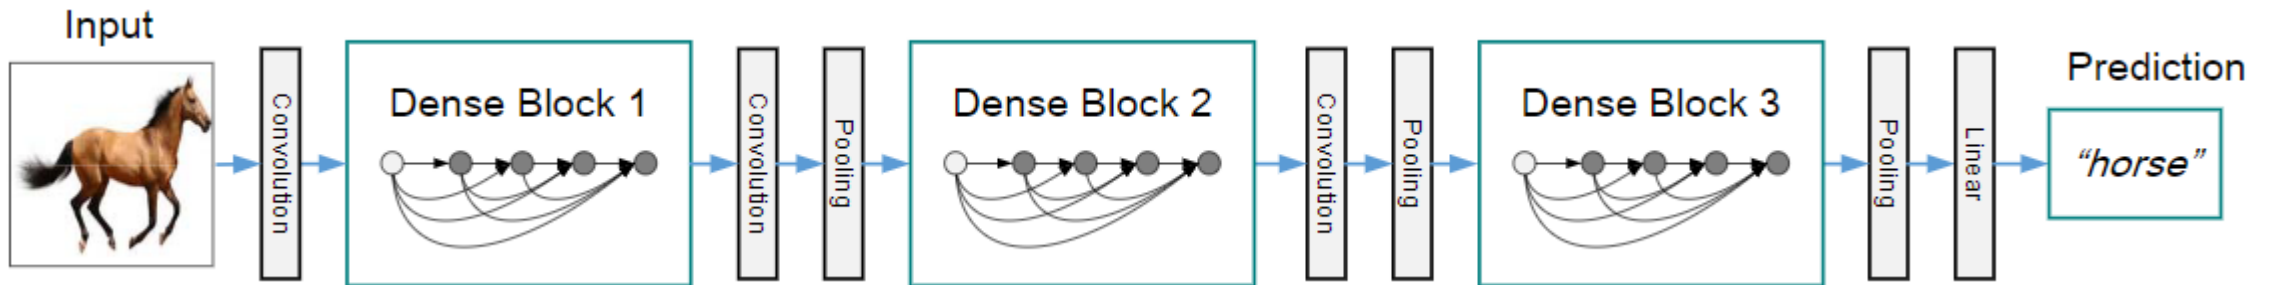 Input
Convolution
Dense Block 1
Convolution
Pooling
Dense Block 2
Convolution
Pooling
Dense Block 3
Pooling
Linear
Prediction
“horse”